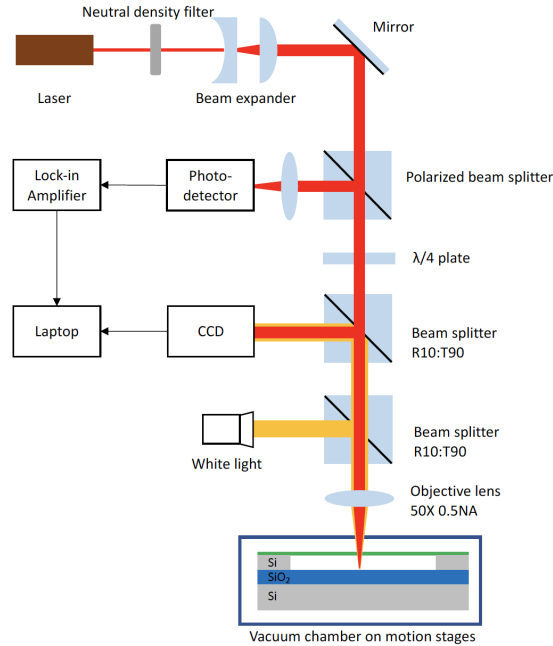 Neutral density filter
Mirror
Laser
Beam expander
Lock-in
Amplifier
Photo-
detector
Polarized beam splitter
λ/4 plate
Laptop
CCD
Beam splitter
R10:T90
Beam splitter
R10:T90
White light
Objective lens
50X 0.5NA
Si
SiO₂
Si
Vacuum chamber on motion stages